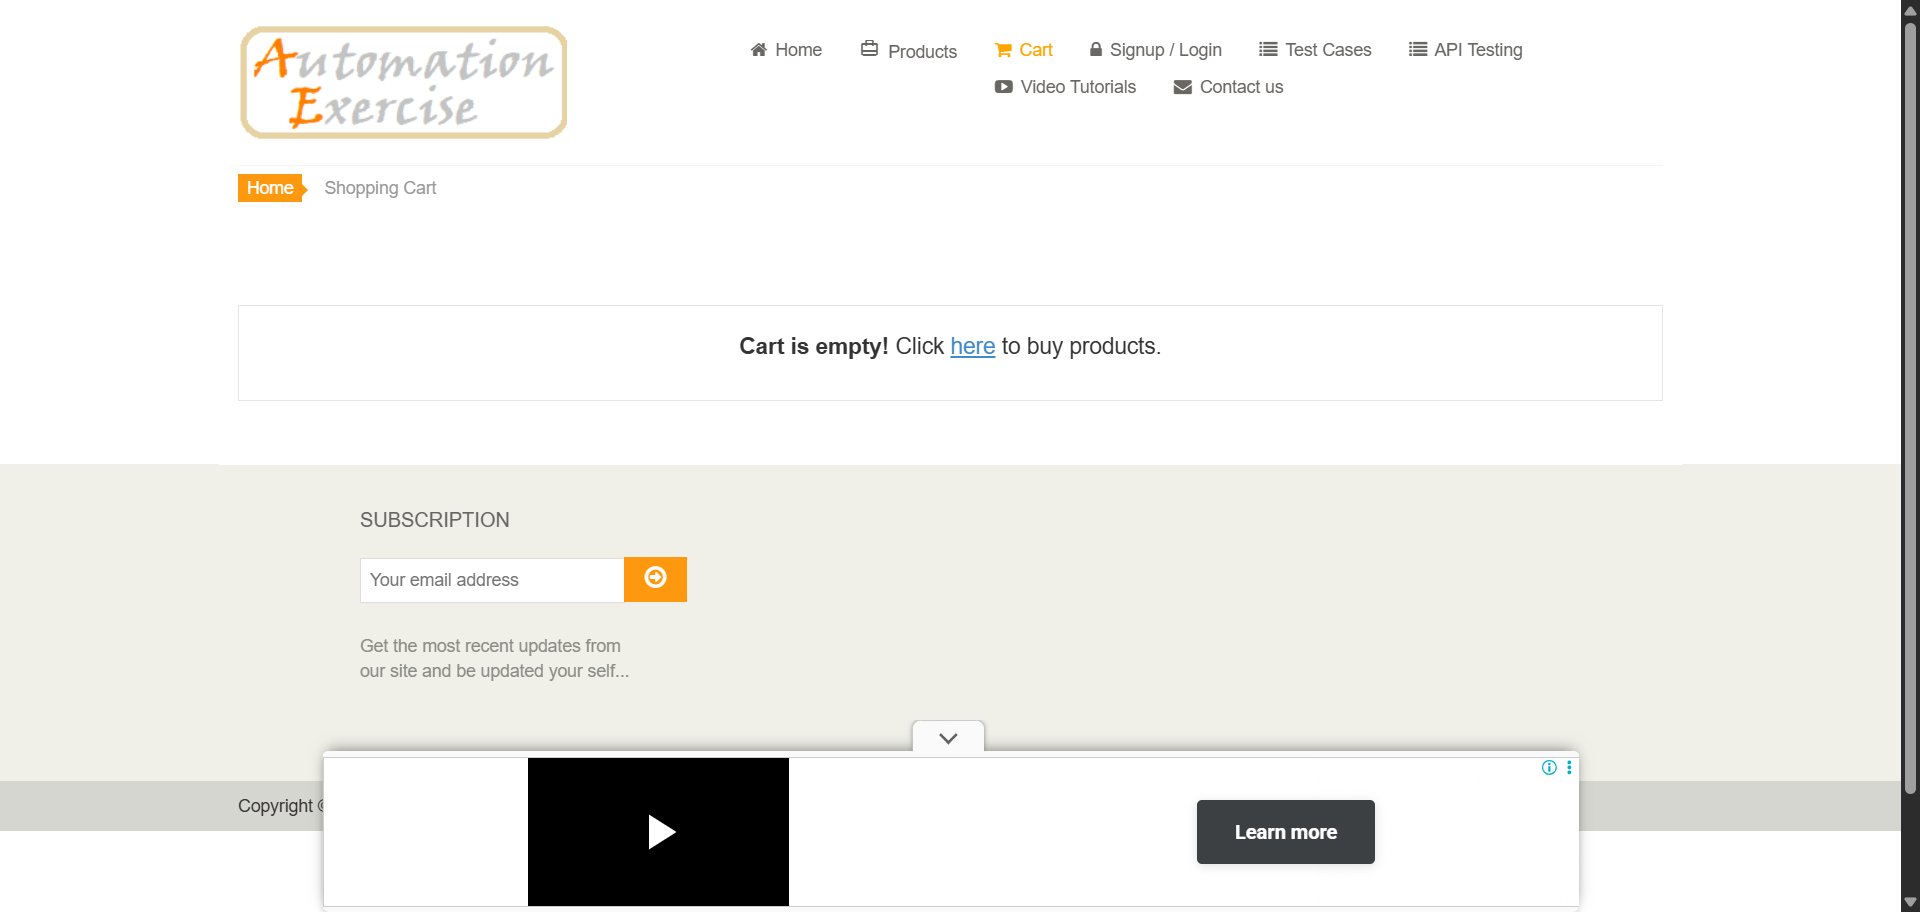 Automation
Exercise
Home
Products
Cart
Signup / Login
Test Cases
API Testing
Video Tutorials
Contact us
Home
Shopping Cart
Cart is empty! Click here to buy products.
SUBSCRIPTION
Your email address
Get the most recent updates from
our site and be updated your self...
Copyright
Learn more